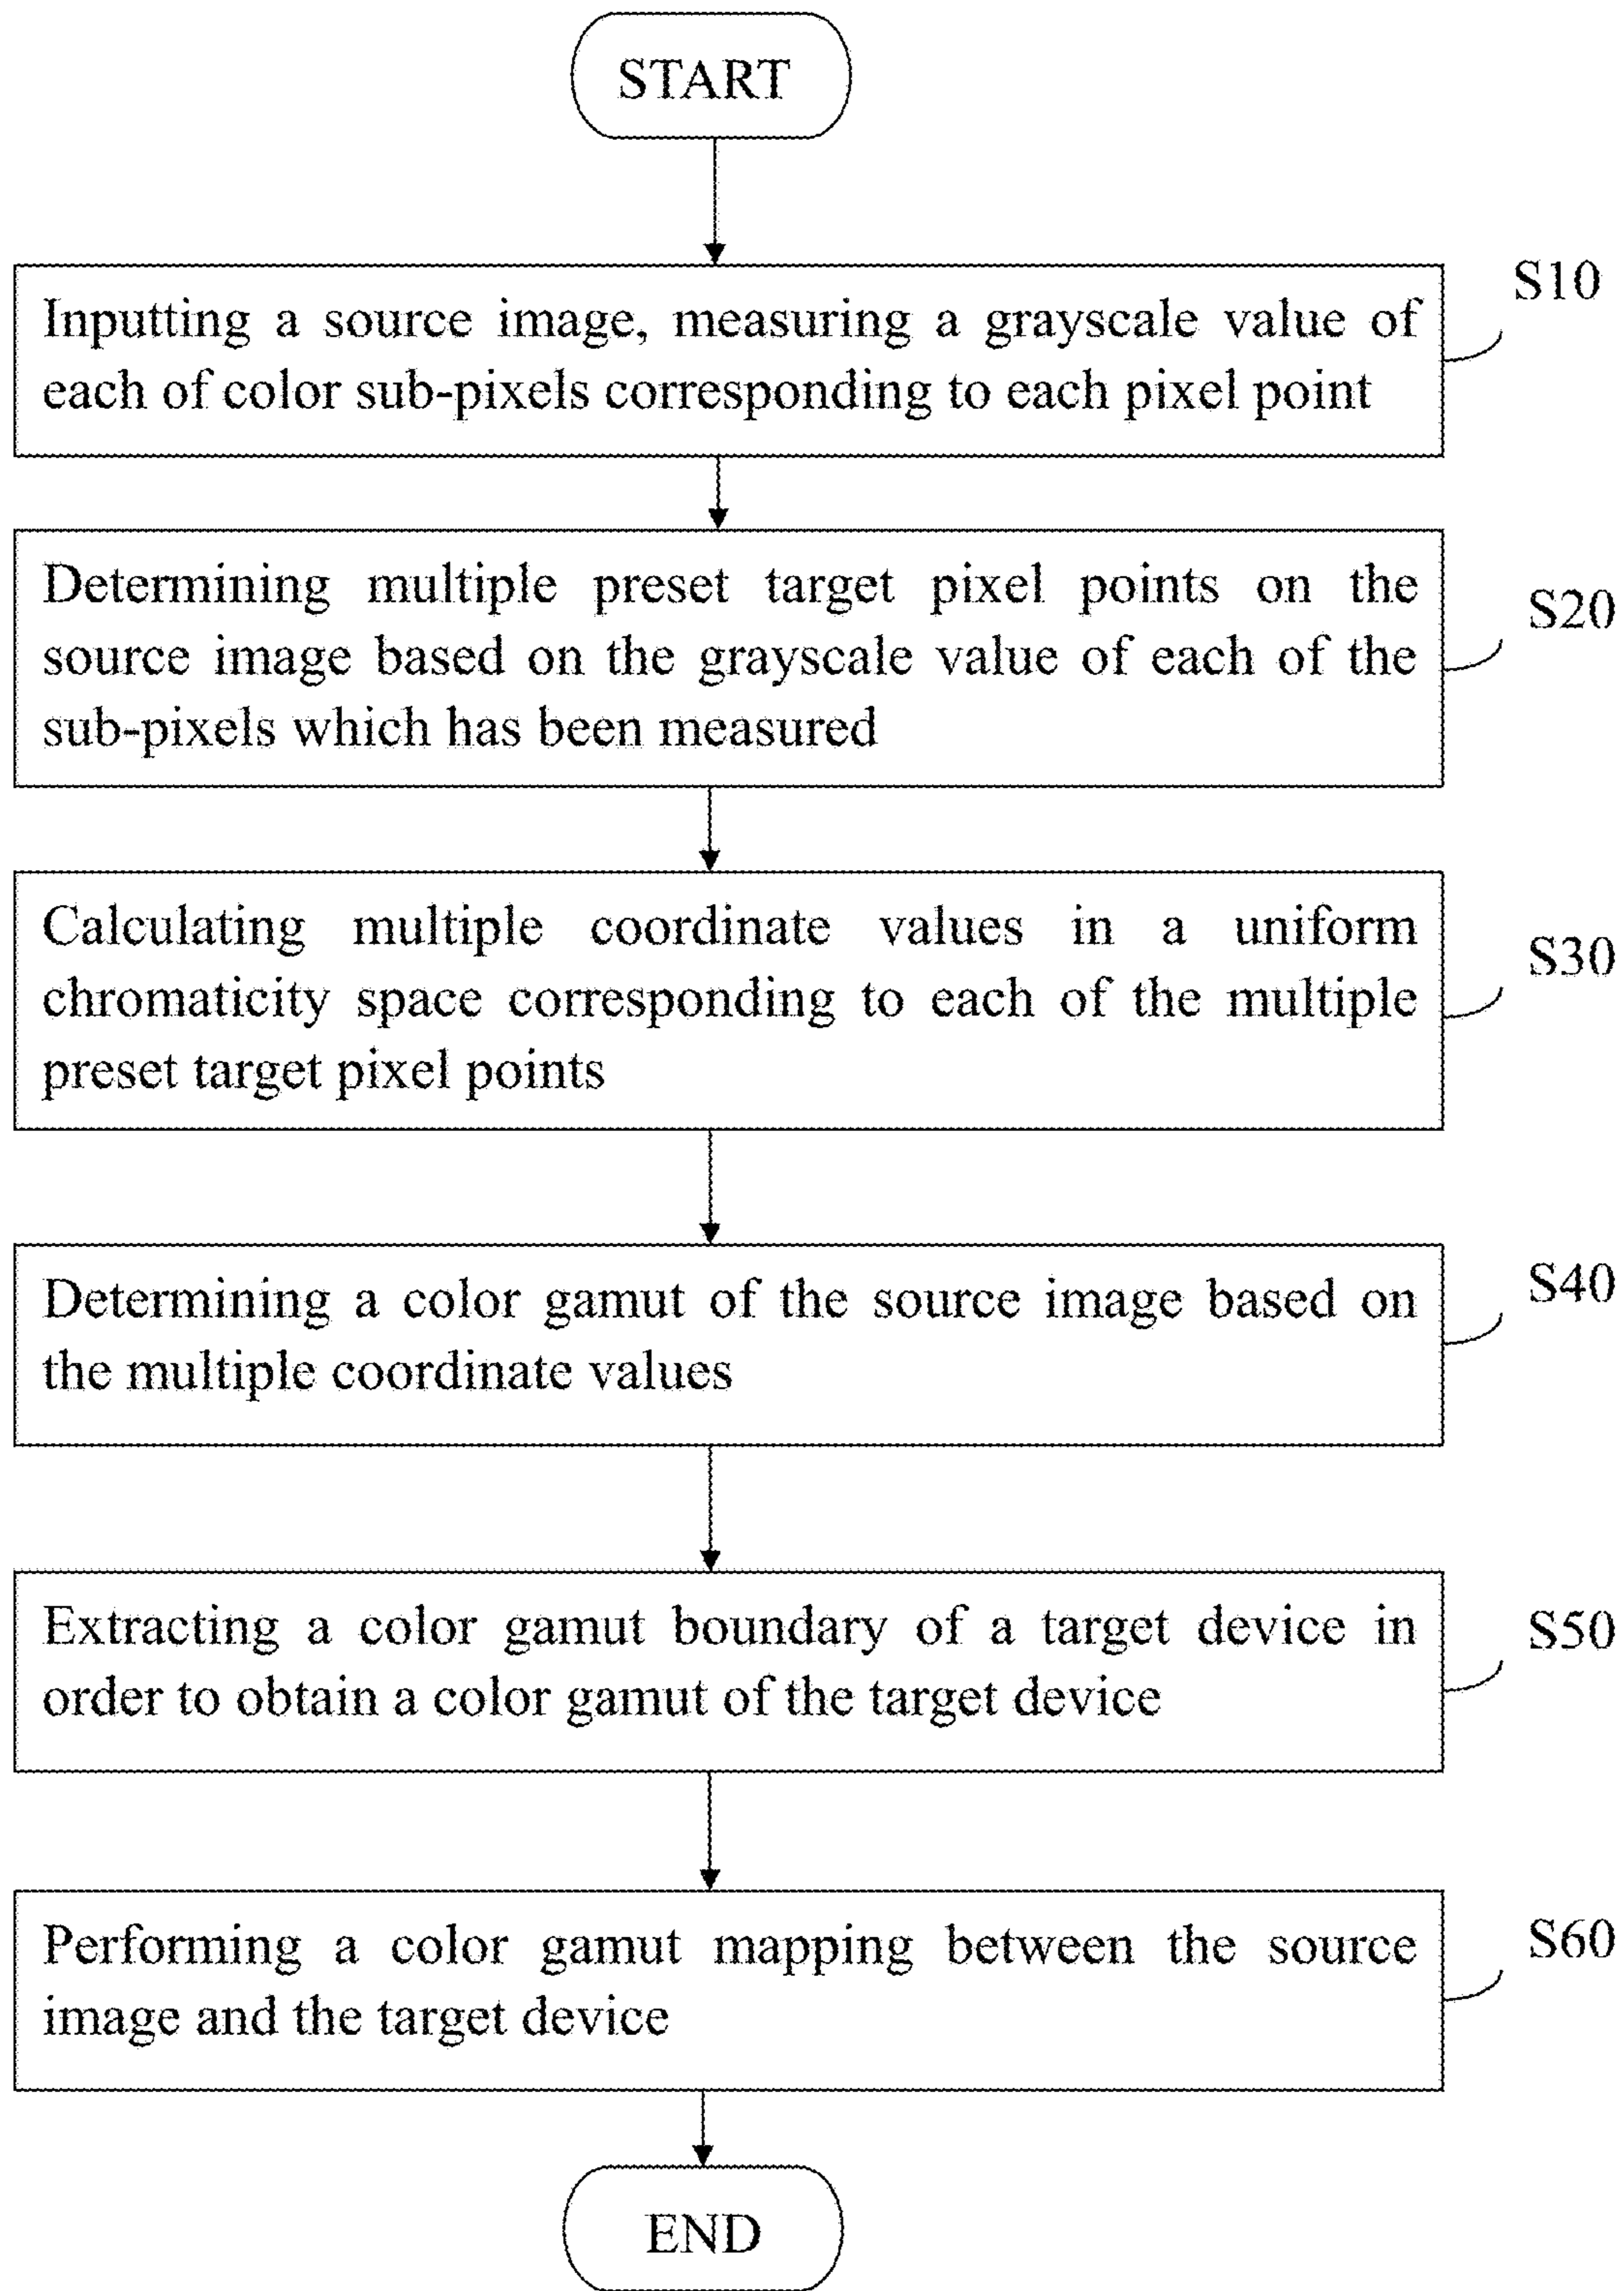 START
S10
Inputting a source image, measuring a grayscale value of
each of color sub-pixels corresponding to each pixel point
Determining multiple preset target pixel points on the
S20
source image based on the grayscale value of each of the
sub-pixels which has been measured
Calculating multiple coordinate values in a uniform
S30
chromaticity space corresponding to each of the multiple
preset target pixel points
S40
Determining a color gamut of the source image based on
the multiple coordinate values
S50
Extracting a color gamut boundary of a target device in
order to obtain a color gamut of the target device
S60
Performing a color gamut mapping between the source
image and the target device
END